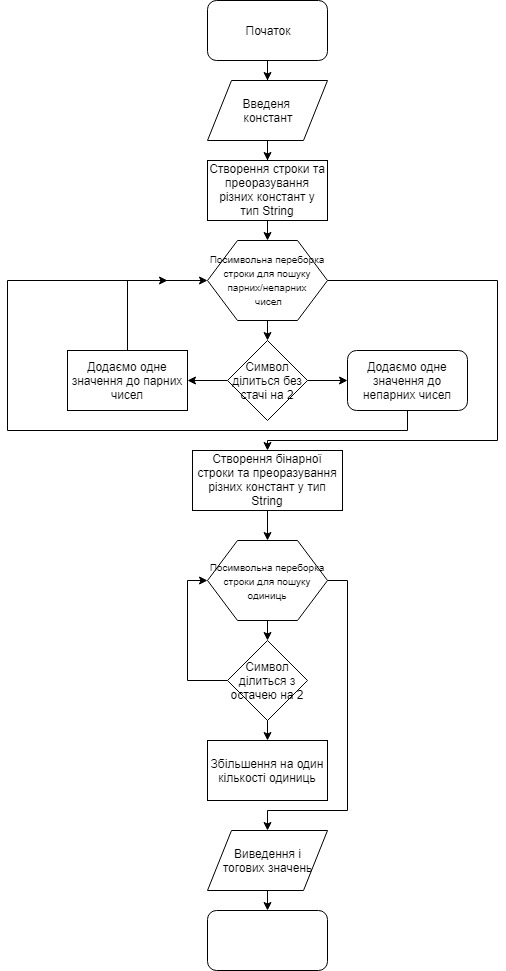 Початок
Введеня
констант
Створення строки та
преоразування
різних констант у
тип String
Посимвольна переборка
строки для пошуку
парних/непарних
чисел
Додаємо одне
значення до парних
чисел
Символ
ділиться без
стачі на 2
Додаємо одне
значення до
непарних чисел
Створення бінарної
строки та преоразування
різних констант у тип
String
Посимвольна переборка
строки для пошуку
одиниць
Символ
ділиться з
остачею на 2
Збільшення на один
кількості одиниць
Виведення і
тогових значень